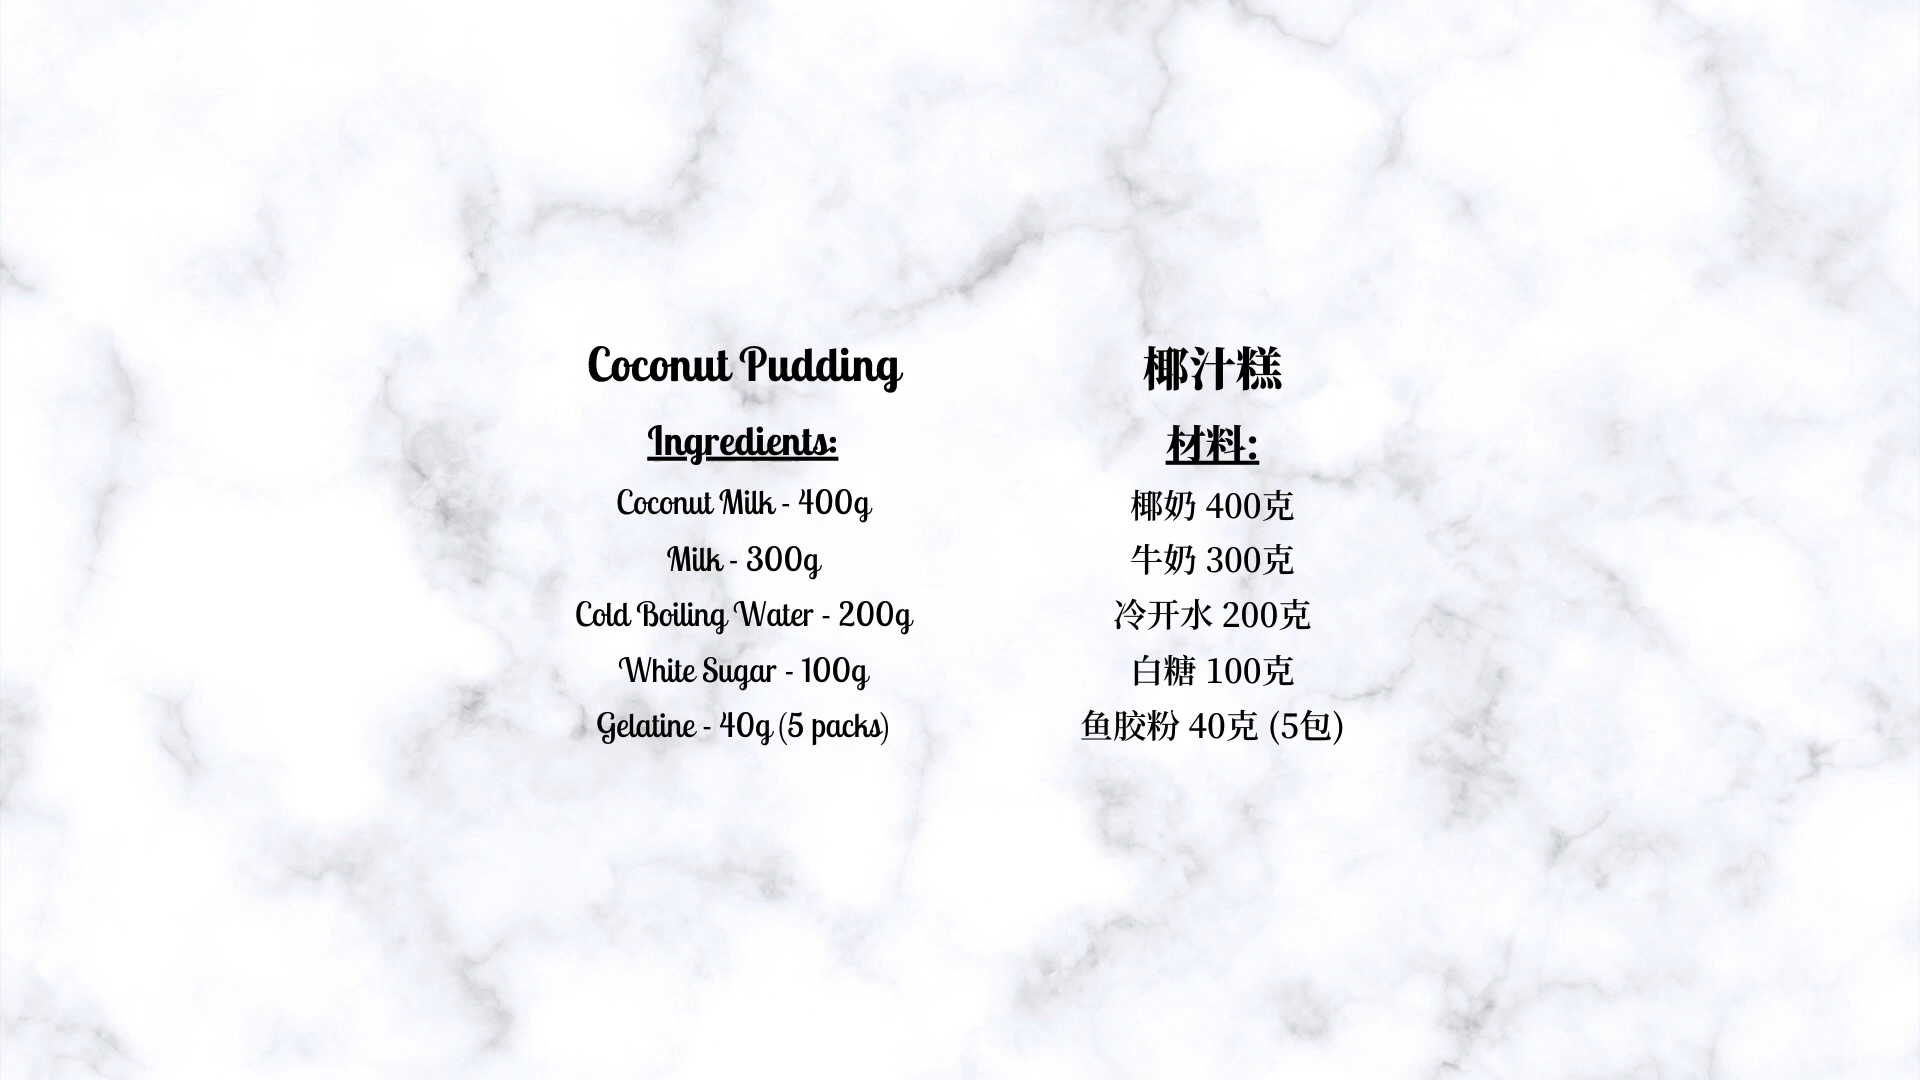 Coconut Pudding
Ingredients:
Coconut Milk - 400g
Milk - 300g
Cold Boiling Water - 200g
White Sugar - 100g
Gelatine - 40g (5 packs)
椰汁糕
材料:
椰奶 400克
牛奶 300克
冷开水 200克
白糖 100克
鱼胶粉 40克 (5包)